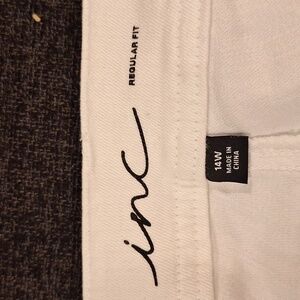 inc
REGULAR FIT
14W
MADE IN
CHINA